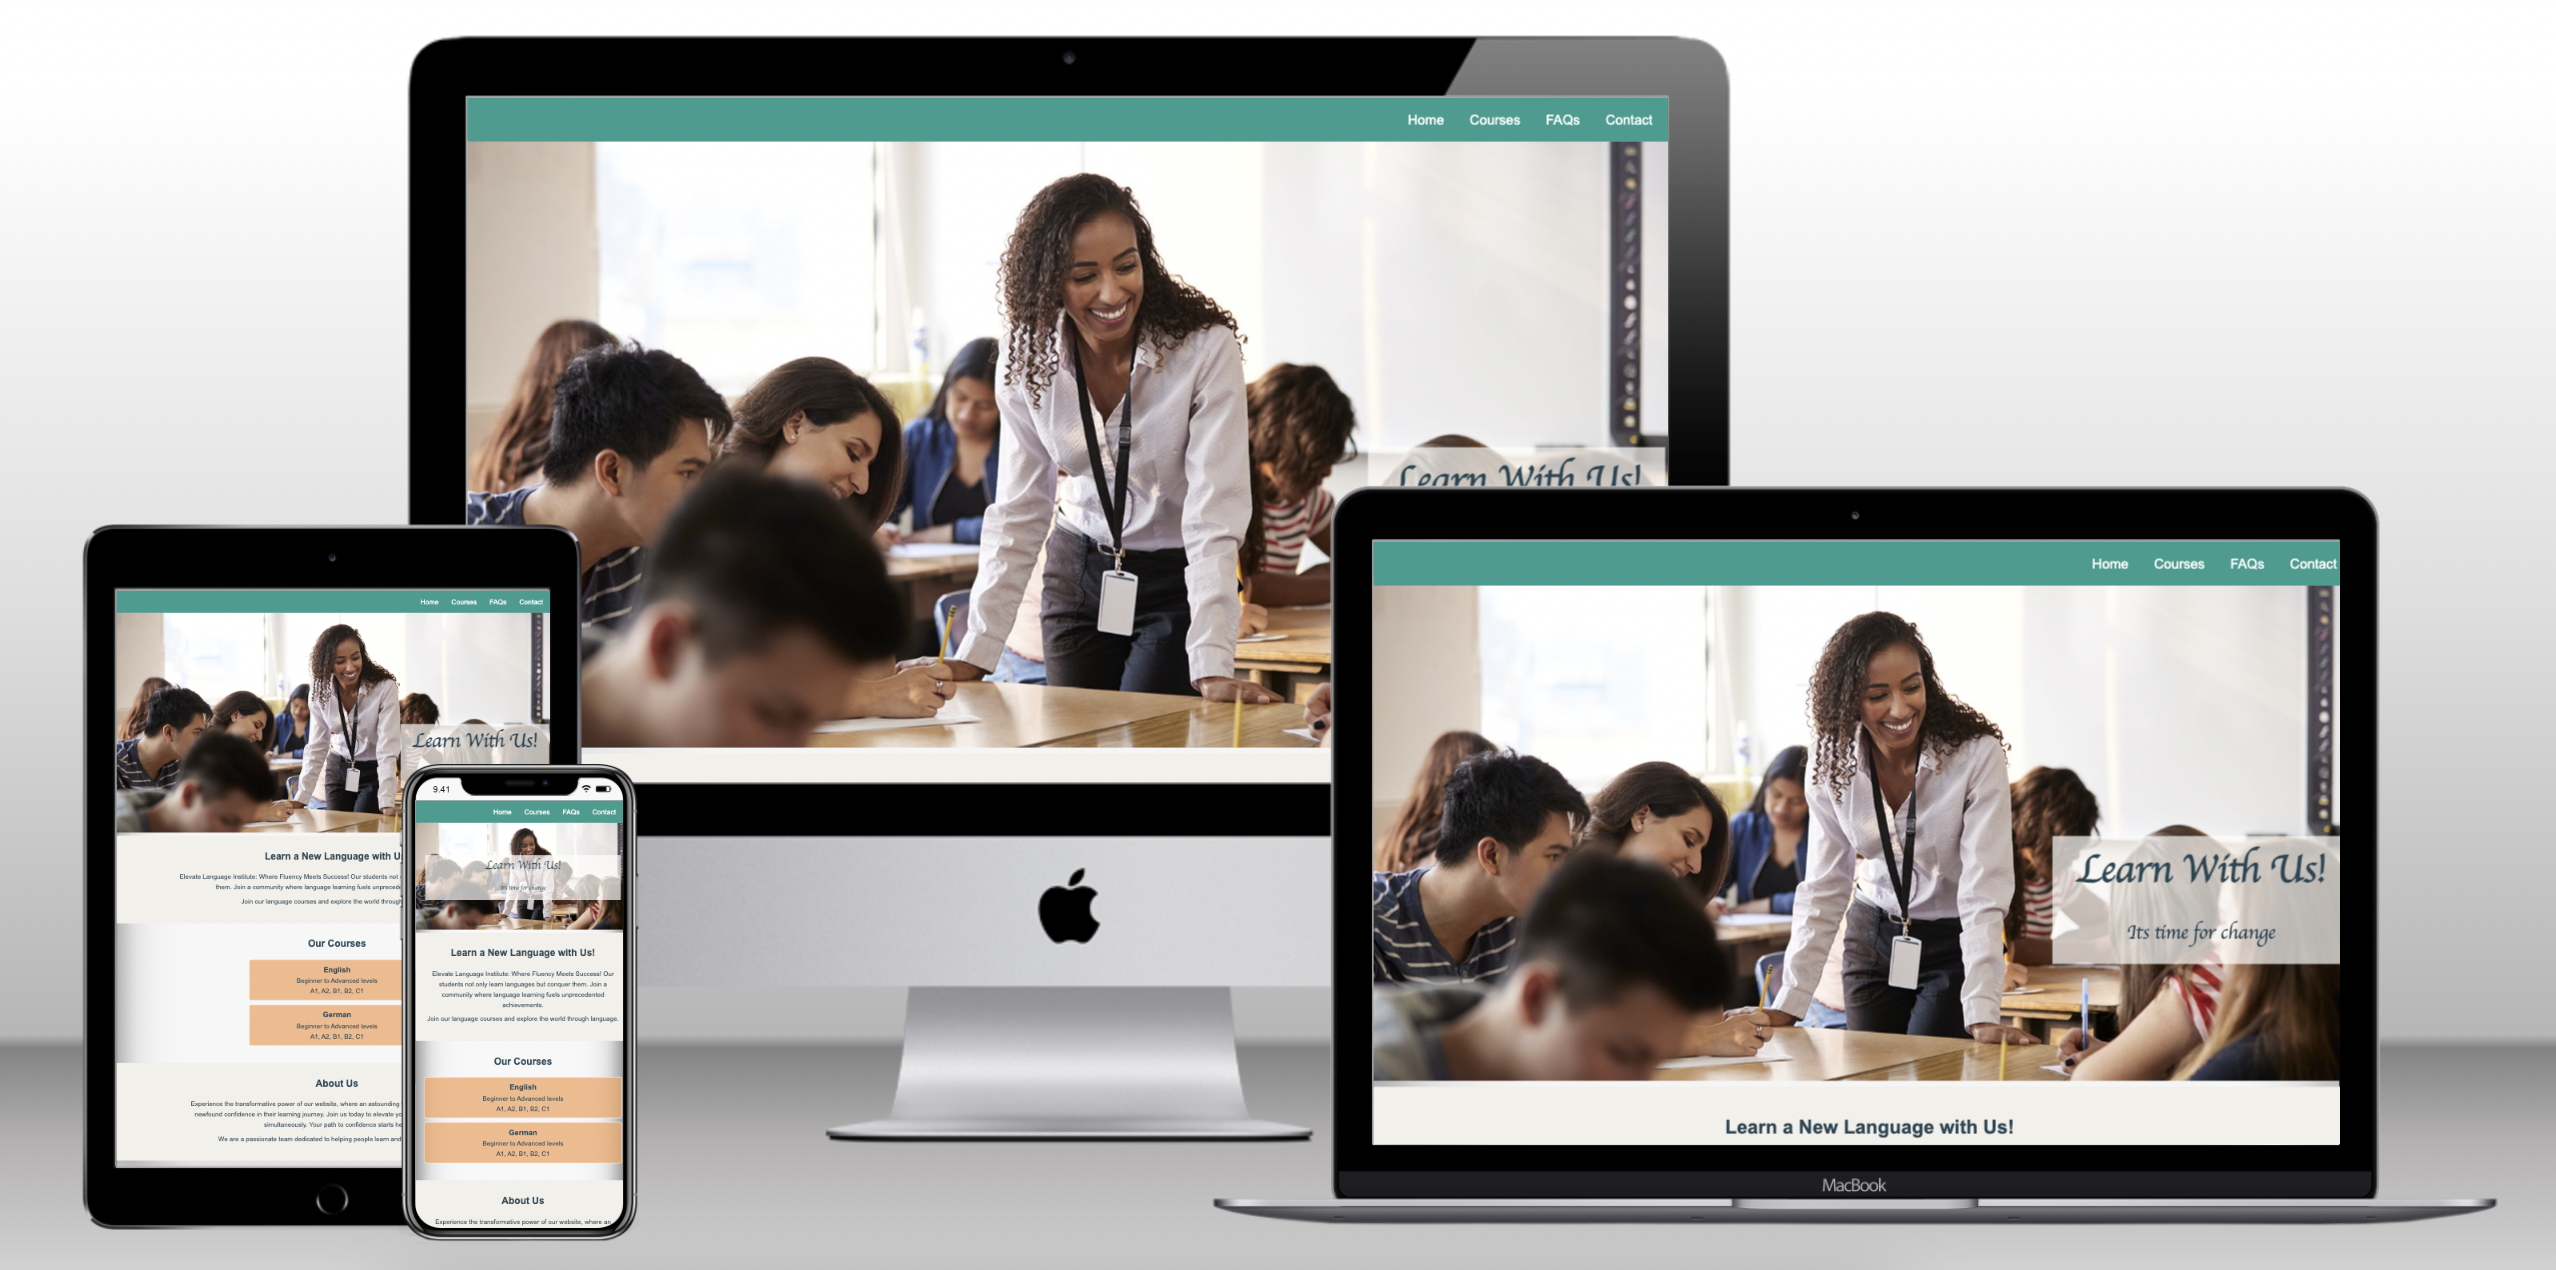 Home Courses FAQs Contact
Learn With Us!
Home Courses FAQs Contact
Learn With Us!
Learn a New Language with U
Elevate Language Institute: Where Fluency Meets Success! Our students not
them. Join a community where language learning fuels unpreced
Join our language courses and explore the world through
Our Courses
English
Beginner to Advanced levels
A1, A2, B1, B2, C1
German
Beginner to Advanced levels
A1, A2, B1, B2, C1
About Us
Experience the transformative power of our website, where an astounding
newfound confidence in their learning journey. Join us today to elevate yo
simultaneously. Your path to confidence starts he
We are a passionate team dedicated to helping people learn and
9.41
Home Courses FAQs Contact
Learn With Us!
Its time for change
Learn a New Language with Us!
Elevate Language Institute: Where Fluency Meets Success! Our
students not only learn languages but conquer them. Join a
community where language learning fuels unprecedented
achievements.
Join our language courses and explore the world through language.
Our Courses
English
Beginner to Advanced levels
A1, A2, B1, B2, C1
German
Beginner to Advanced levels
A1, A2, B1, B2, C1
About Us
Experience the transformative power of our website, where an
Home Courses FAQs Contact
Learn With Us!
Its time for change
Learn a New Language with Us!
MacBook